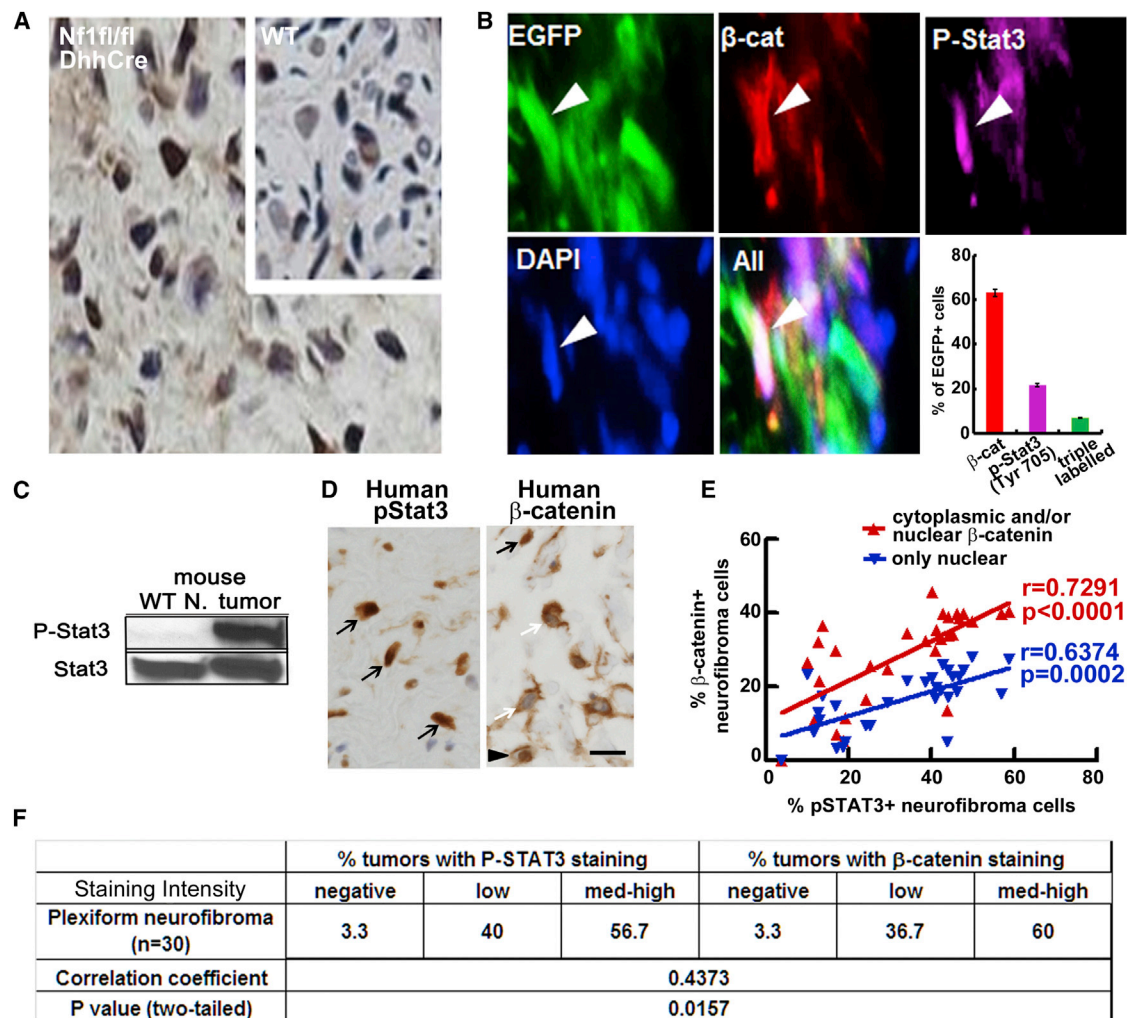 A
Nf1fl/fl
DhhCre
WT
B
EGFP
β-cat
P-Stat3
DAPI
All
80
60
40
20
0
% of EGFP+ cells
β-cat
p-Stat3
(Tyr 705)
triple
labelled
C
mouse
WT N. tumor
P-Stat3
Stat3
D
Human
pStat3
Human
β-catenin
E
cytoplasmic and/or
nuclear β-catenin
only nuclear
60
40
20
0
% β-catenin+
neurofibroma cells
r=0.7291
p<0.0001
r=0.6374
p=0.0002
0 20 40 60 80
% pSTAT3+ neurofibroma cells
F
% tumors with P-STAT3 staining % tumors with β-catenin staining
Staining Intensity negative low med-high negative low med-high
Plexiform neurofibroma
(n=30)
3.3 40 56.7 3.3 36.7 60
Correlation coefficient 0.4373
P value (two-tailed) 0.0157